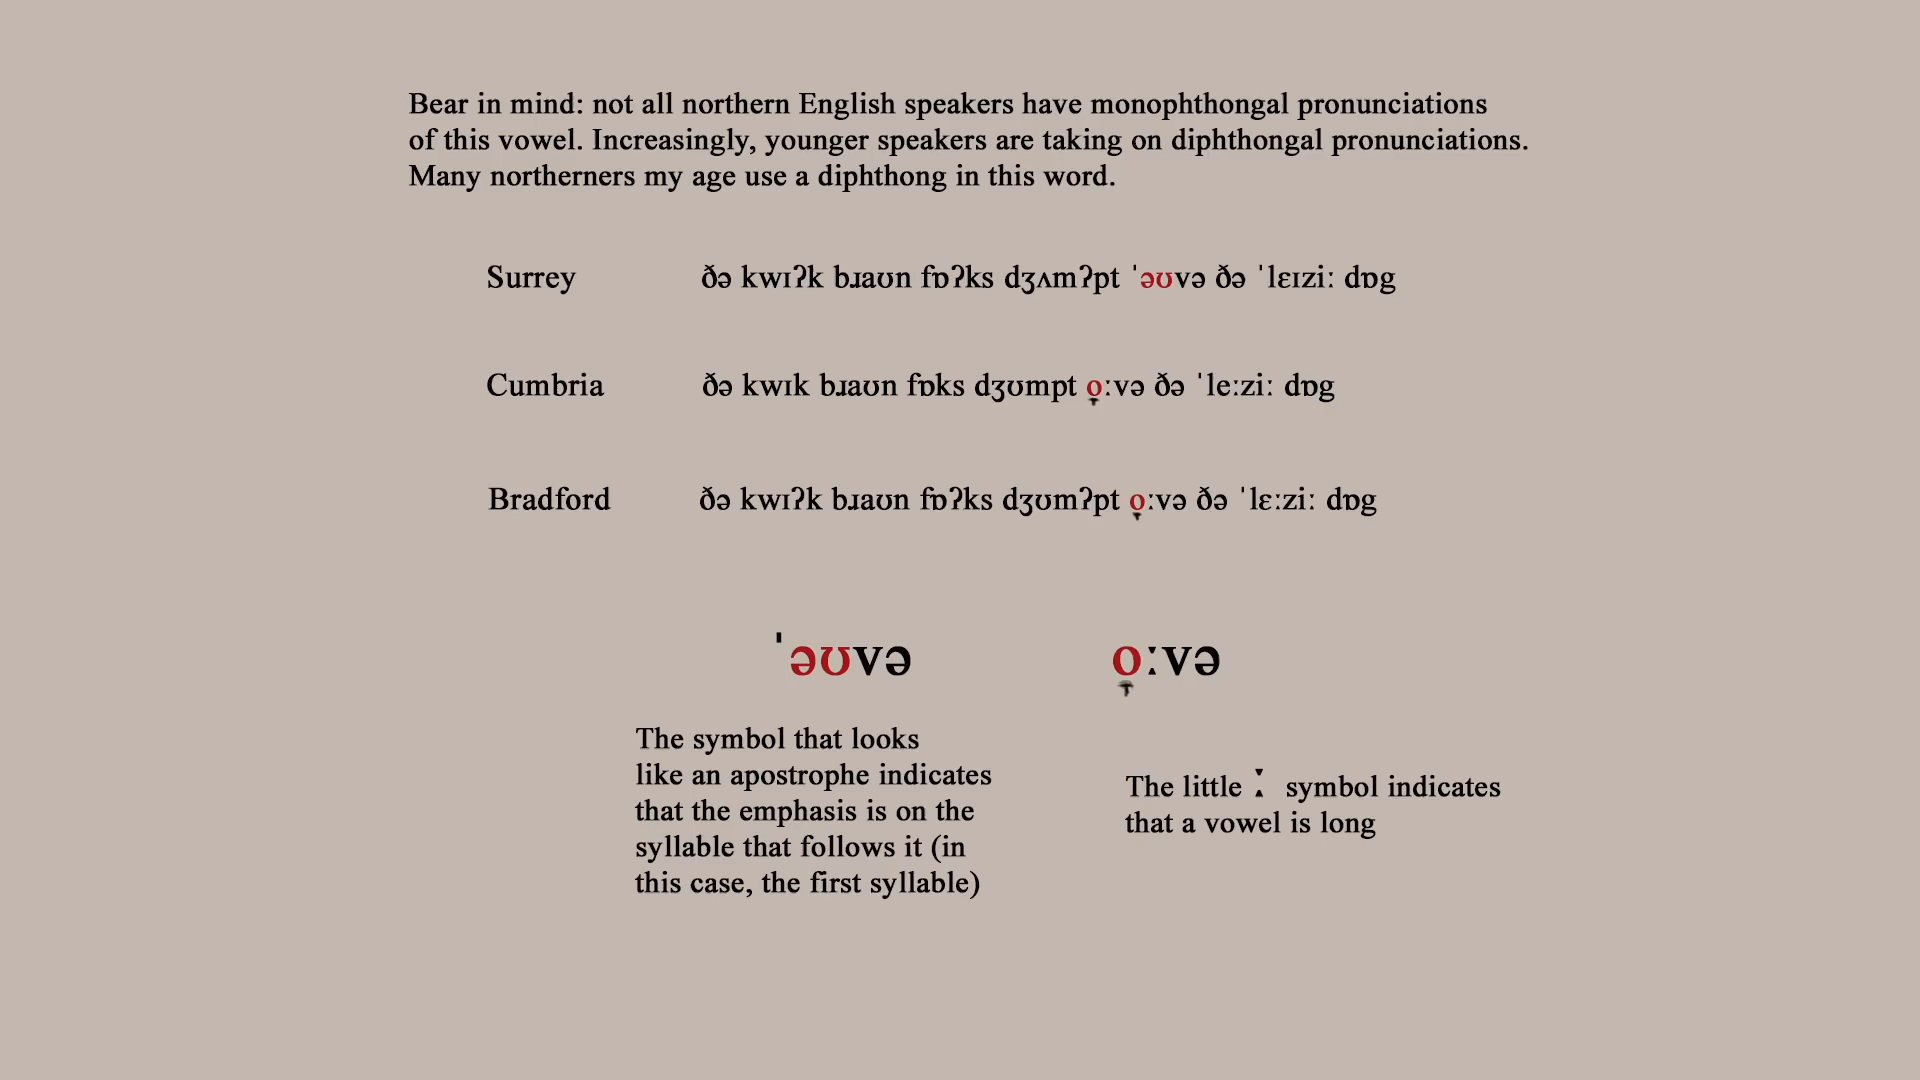 Bear in mind: not all northern English speakers have monophthongal pronunciations
of this vowel. Increasingly, younger speakers are taking on diphthongal pronunciations.
Many northerners my age use a diphthong in this word.
Surrey ðə kwɪʔk bɹaʊn fɒʔks dʒʌmʔpt ˈəʊvə ðə ˈlɛɪziː dɒg
Cumbria ðə kwɪk bɹaʊn fɒks dʒʊmpt o̞ːvə ðə ˈleːziː dɒg
Bradford ðə kwɪʔk bɹaʊn fɒʔks dʒʊmʔpt o̞ːvə ðə ˈlɛːziː dɒg
ˈəʊvə o̞ːvə
The symbol that looks
like an apostrophe indicates
that the emphasis is on the
syllable that follows it (in
this case, the first syllable)
The little ː symbol indicates
that a vowel is long